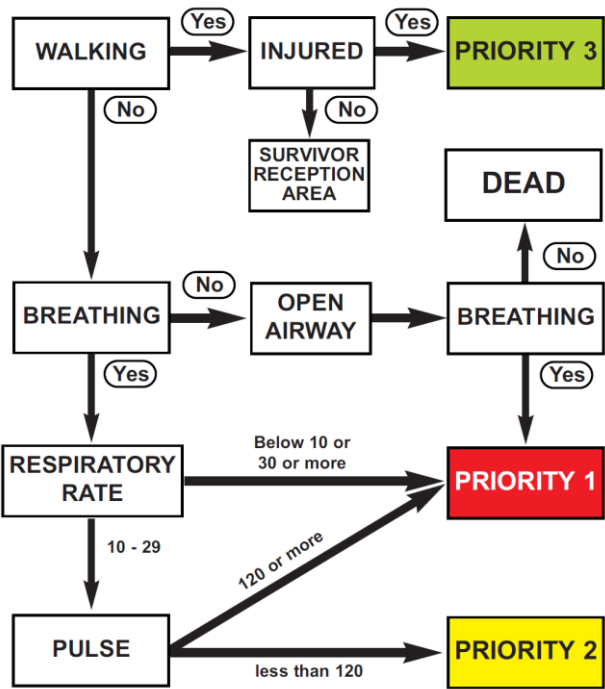 WALKING
Yes
INJURED
Yes
PRIORITY 3
No
No
SURVIVOR
RECEPTION
AREA
DEAD
No
BREATHING
No
OPEN
AIRWAY
BREATHING
Yes
Yes
RESPIRATORY
RATE
Below 10 or
30 or more
PRIORITY 1
10 - 29
120 or more
PULSE
less than 120
PRIORITY 2